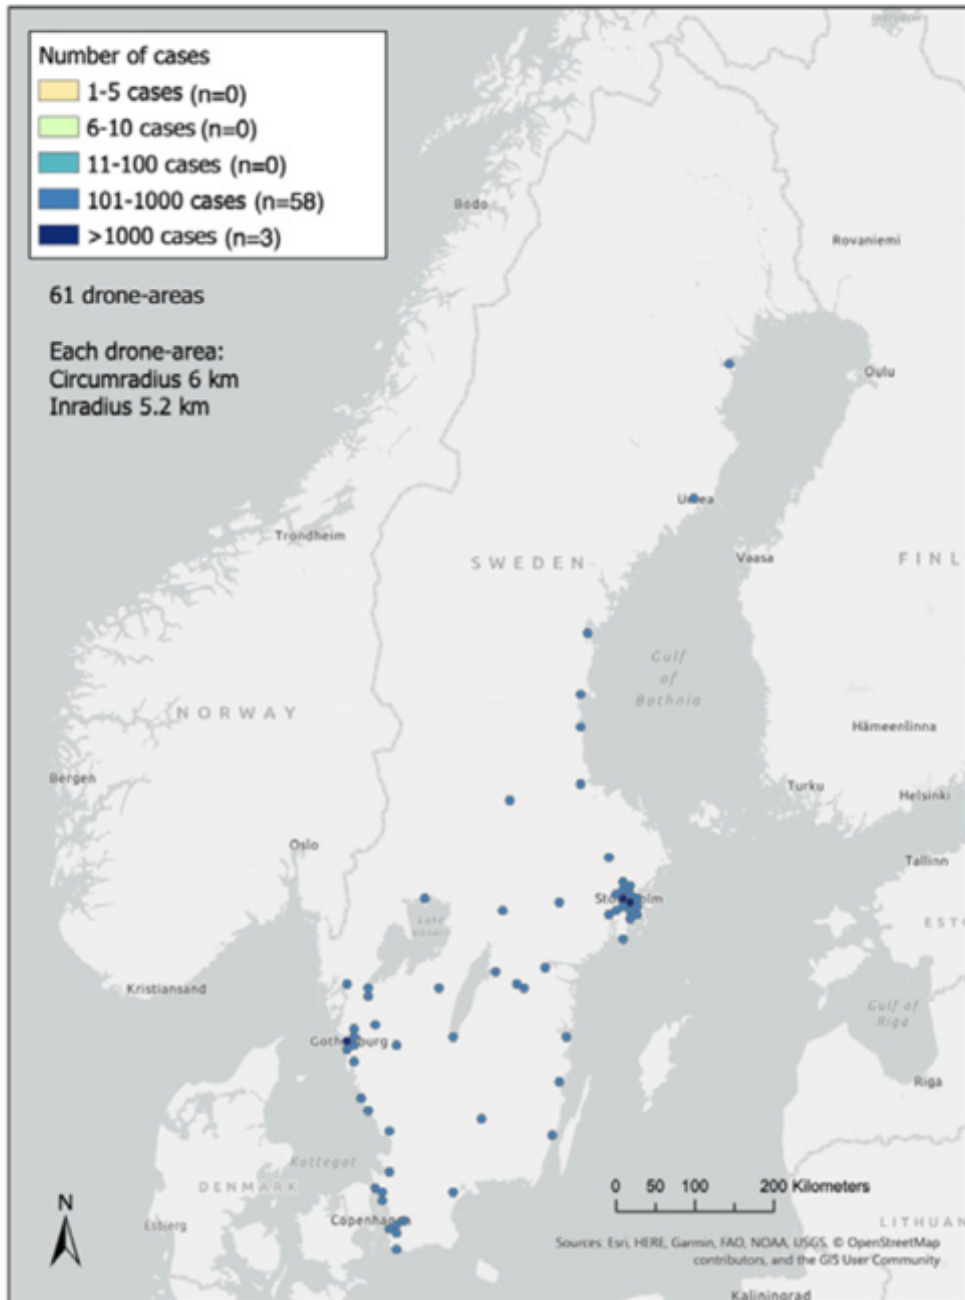 Number of cases
1-5 cases (n=0)
6-10 cases (n=0)
11-100 cases (n=0)
101-1000 cases (n=58)
>1000 cases (n=3)
61 drone-areas
Each drone-area:
Circumradius 6 km
Inradius 5.2 km
Bodo
Rovaniemi
Oulu
Umea
Trondheim
Vaasa
SWEDEN
FINL
Gulf
of
Bothnia
NORWAY
Hämeenlinna
Bergen
Turku
Helsinki
Oslo
Tallinn
Stockholm
Lake
ESTO
Kristiansand
Gulf of
Riga
Gothenburg
Riga
Kattegat
DENMARK
N
0 50 100 200 Kilometers
Esbjerg
Copenhagen
LITHUAN
Sources: Esri, HERE, Garmin, FAO, NOAA, USGS, © OpenStreetMap
contributors, and the GIS User Community
Kaliningrad